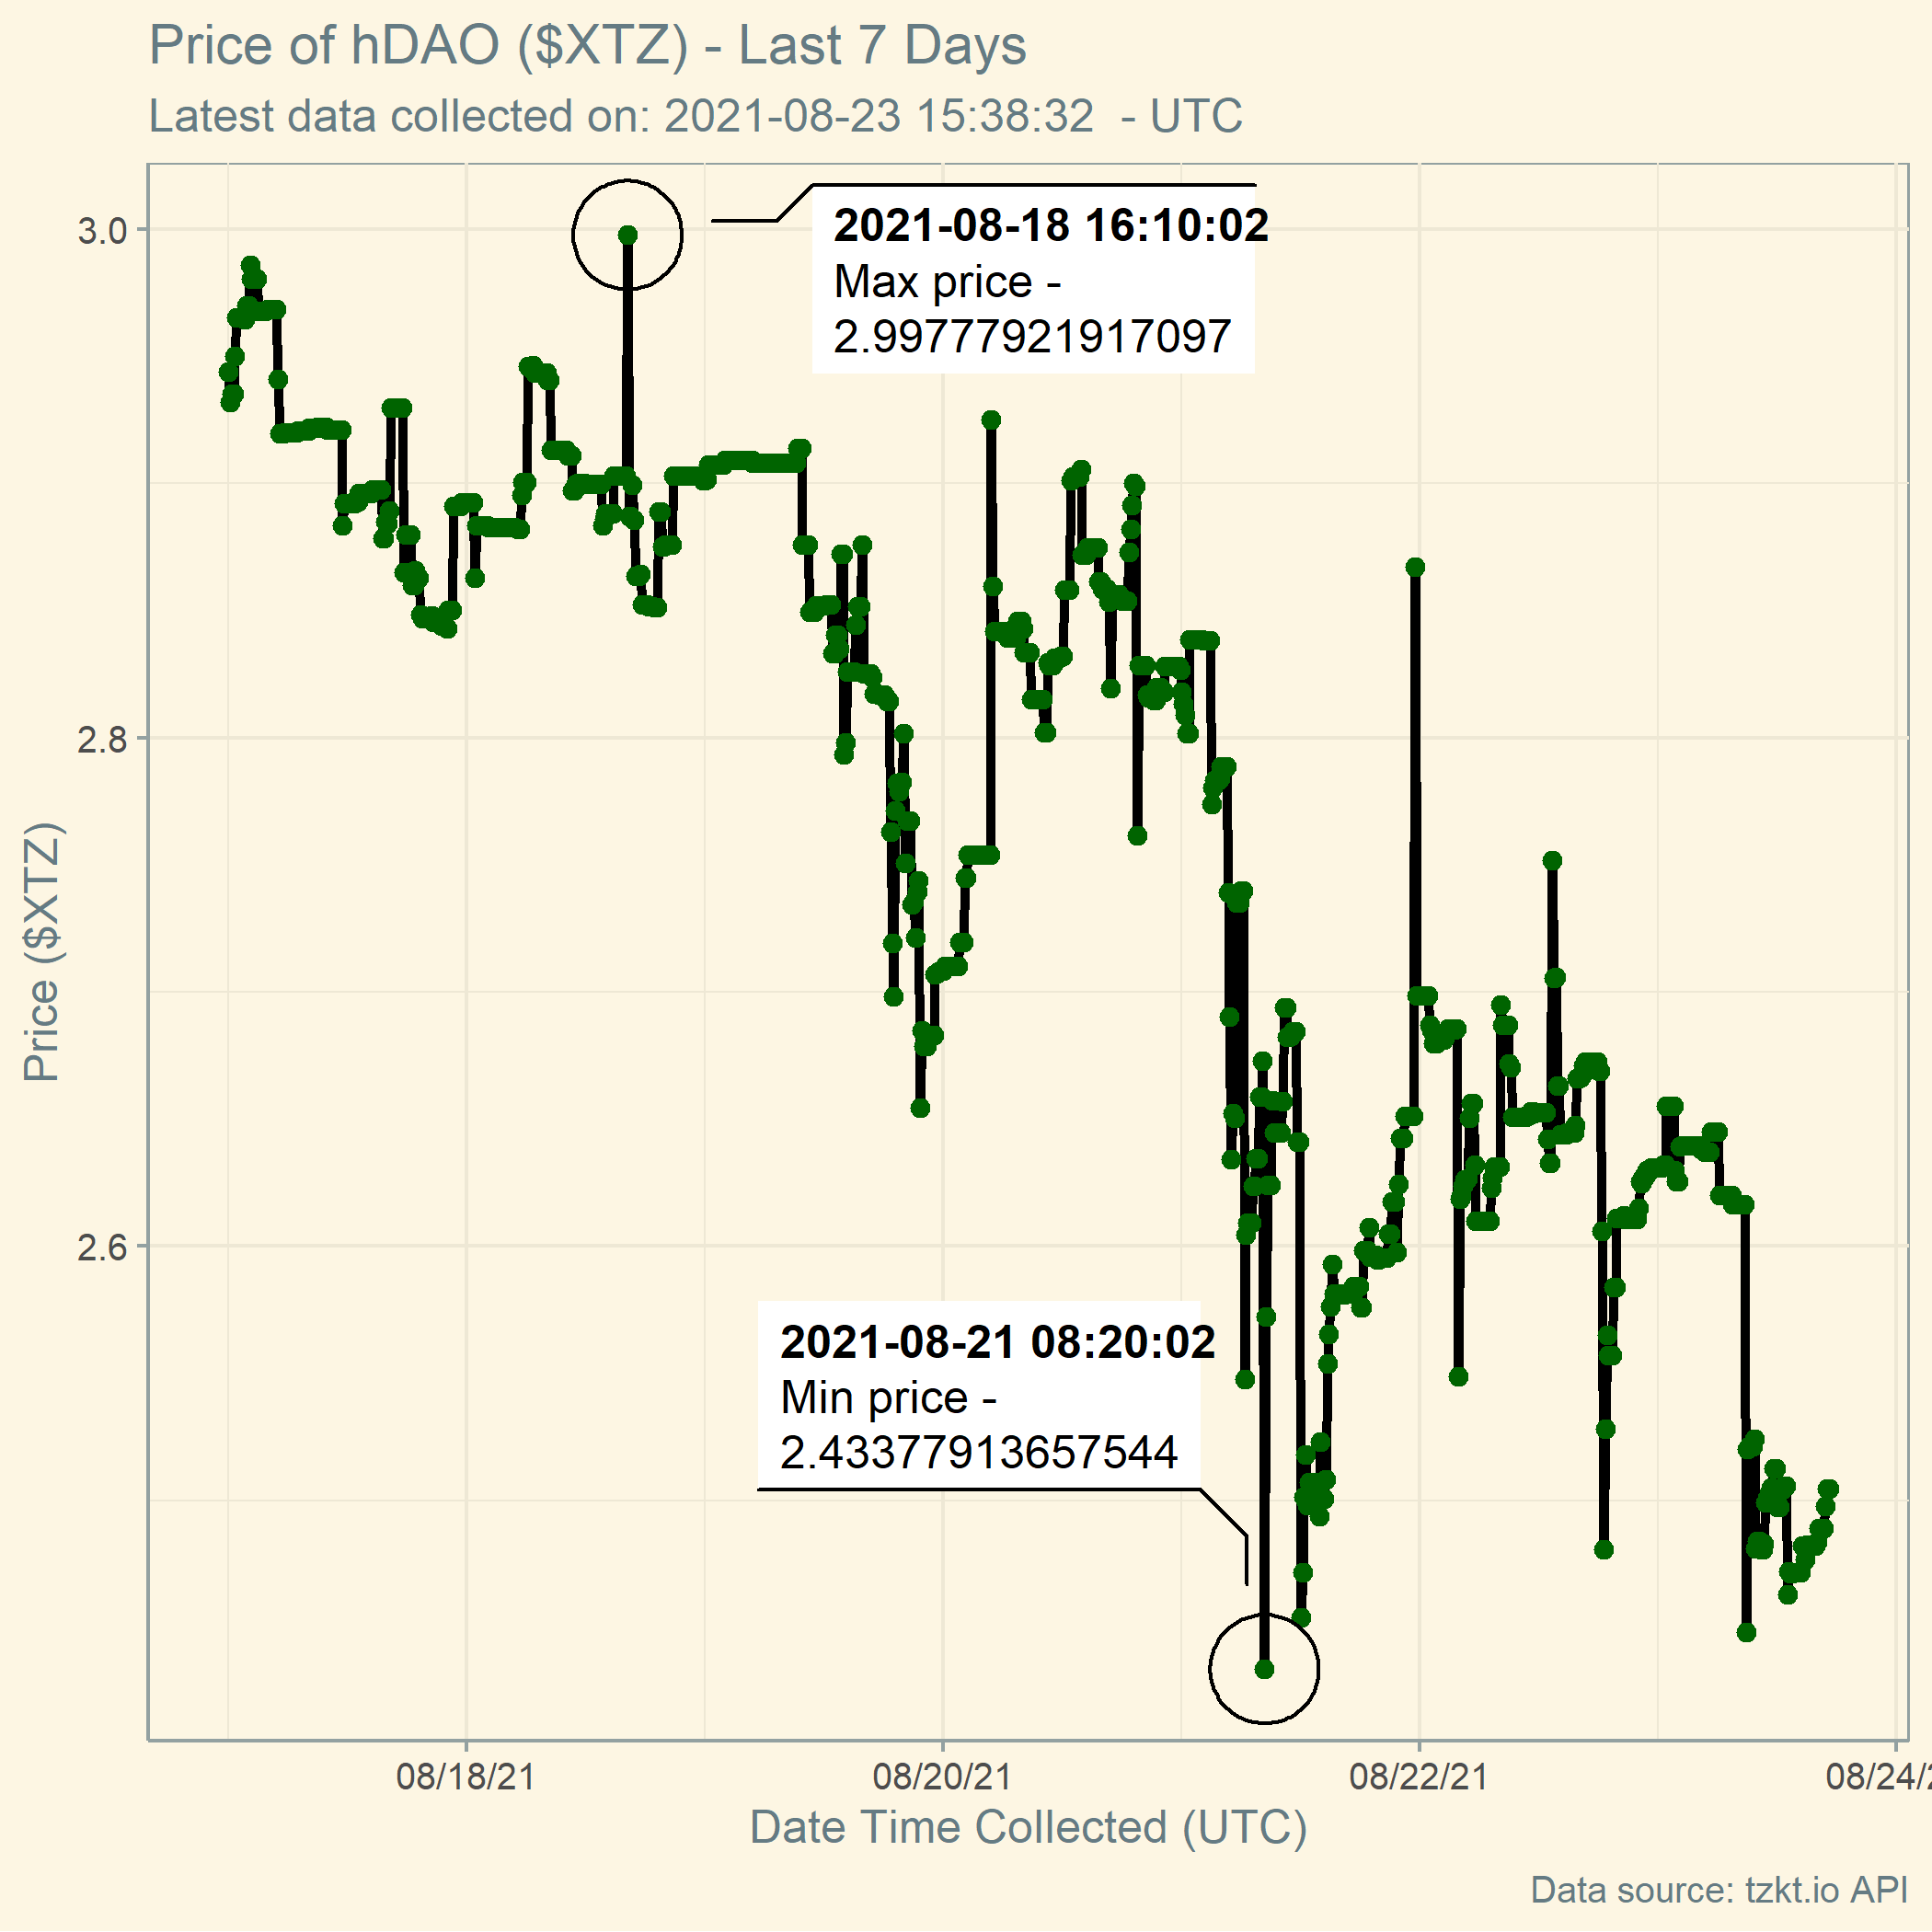 Price of hDAO ($XTZ) - Last 7 Days
Latest data collected on: 2021-08-23 15:38:32  - UTC
3.0
2021-08-18 16:10:02
Max price -
2.99777921917097
2.8
Price ($XTZ)
2.6
2021-08-21 08:20:02
Min price -
2.43377913657544
08/18/21
08/20/21
08/22/21
08/24/2
Date Time Collected (UTC)
Data source: tzkt.io API